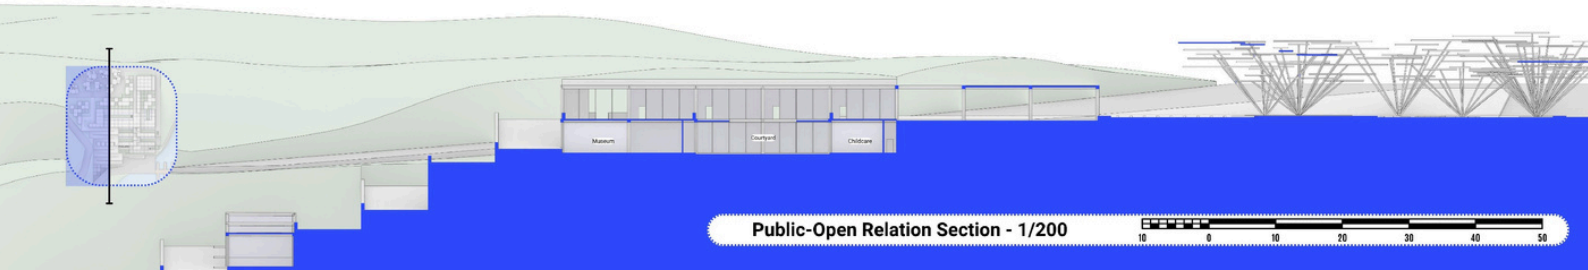 Museum
Courtyard
Childcare
Public-Open Relation Section - 1/200
10 0 10 20 30 40 50